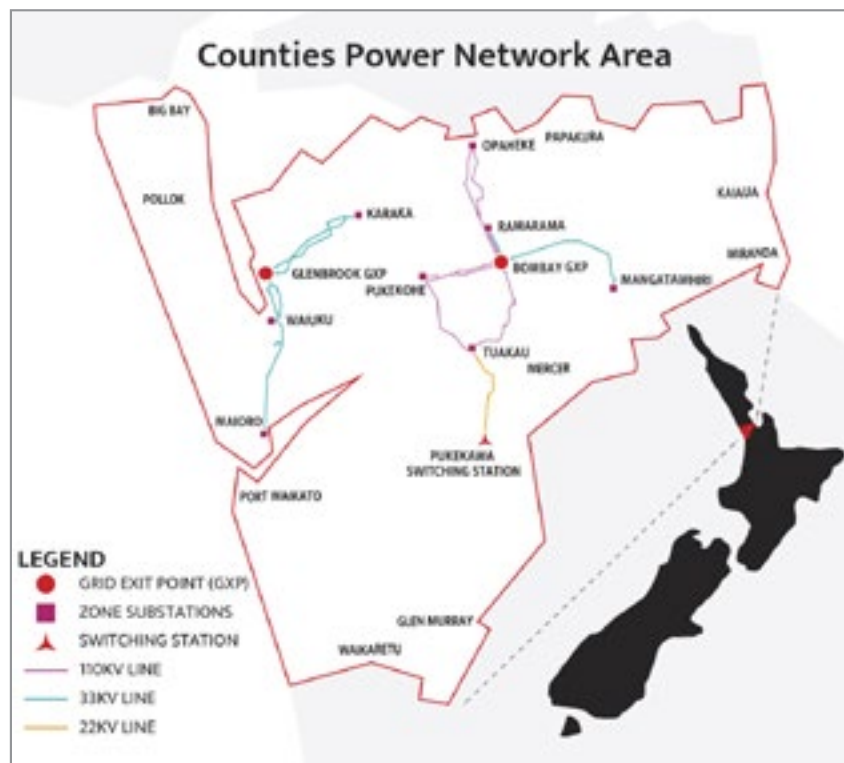 Counties Power Network Area
BIG BAY
OPAHEKE
PAPAKURA
POLLOK
KARAKA
KAIAUA
RAMARAMA
MIRANDA
GLENBROOK GXP
BOMBAY GXP
PUKEKOHE
MANGATAWHIRI
WAIUKU
TUAKAU
MERCER
MAIORO
PUKEKAWA
SWITCHING STATION
PORT WAIKATO
LEGEND
GRID EXIT POINT (GXP)
ZONE SUBSTATIONS
SWITCHING STATION
110KV LINE
33KV LINE
22KV LINE
GLEN MURRAY
WAIKARETU